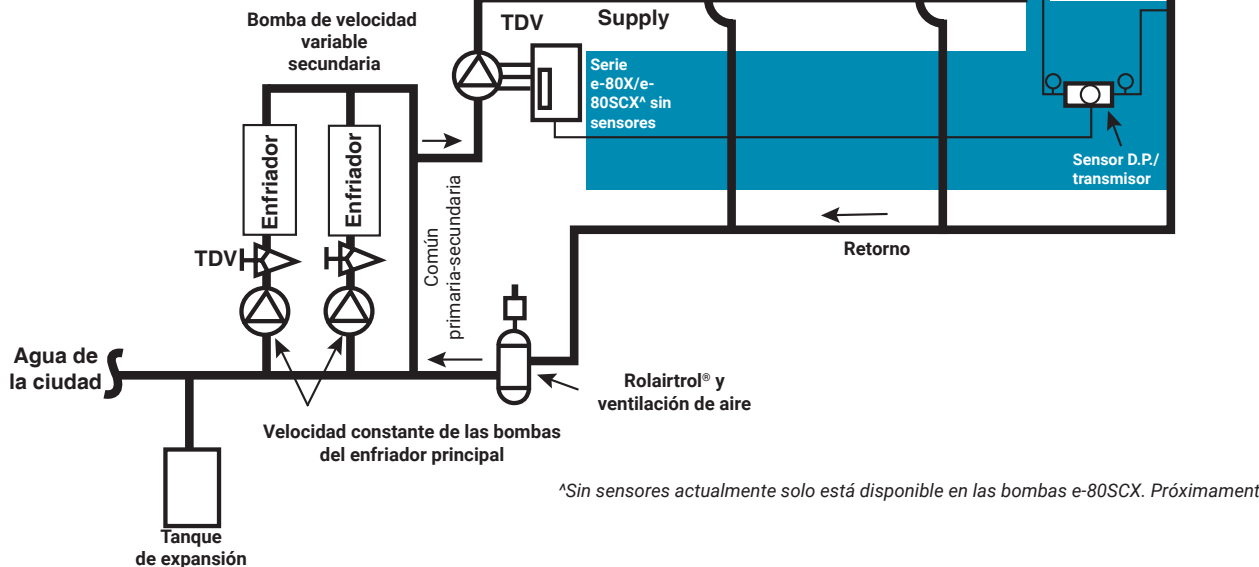 Bomba de velocidad
variable
secundaria
TDV
Supply
Serie
e-80X/e-
80SCX^ sin
sensores
Sensor D.P./
transmisor
Enfriador
Enfriador
TDV
Común
primaria-secundaria
Retorno
Agua de
la ciudad
Rolairtrol® y
ventilación de aire
Velocidad constante de las bombas
del enfriador principal
^Sin sensores actualmente solo está disponible en las bombas e-80SCX. Próximament
Tanque
de expansión